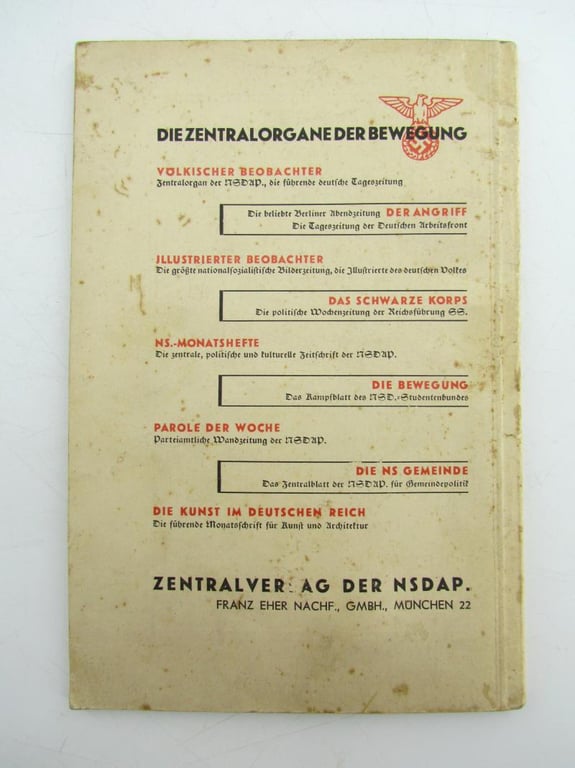 DIE ZENTRALORGANE DER BEWEGUNG
VÖLKISCHER BEOBACHTER
Zentralorgan der NSDAP., die führende deutsche Tageszeitung
Die beliebte Berliner Abendzeitung DER ANGRIFF
Die Tageszeitung der Deutschen Arbeitsfront
JLLUSTRIERTER BEOBACHTER
Die größte nationalsozialistische Bilderzeitung, die Illustrierte des deutschen Volkes
DAS SCHWARZE KORPS
Die politische Wochenzeitung der Reichsführung SS.
NS.-MONATSHEFTE
Die zentrale, politische und kulturelle Zeitschrift der NSDAP.
DIE BEWEGUNG
Das Kampfblatt des NSD.-Studentenbundes
PAROLE DER WOCHE
Parteiamtliche Wandzeitung der NSDAP.
DIE NS GEMEINDE
Das Zentralblatt der NSDAP. für Gemeindepolitik
DIE KUNST IM DEUTSCHEN REICH
Die führende Monatsschrift für Kunst und Architektur
ZENTRALVERLAG DER NSDAP.
FRANZ EHER NACHF., GMBH., MÜNCHEN 22